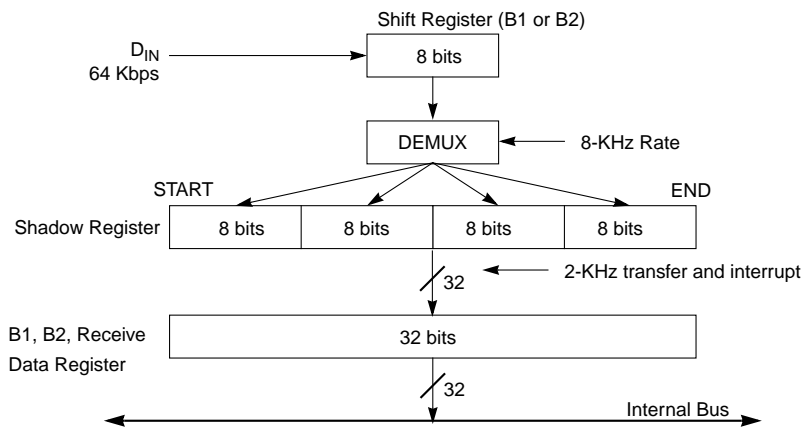 Shift Register (B1 or B2)
DIN
64 Kbps
8 bits
DEMUX
8-KHz Rate
START
END
Shadow Register
8 bits
8 bits
8 bits
8 bits
32
2-KHz transfer and interrupt
B1, B2, Receive
Data Register
32 bits
32
Internal Bus